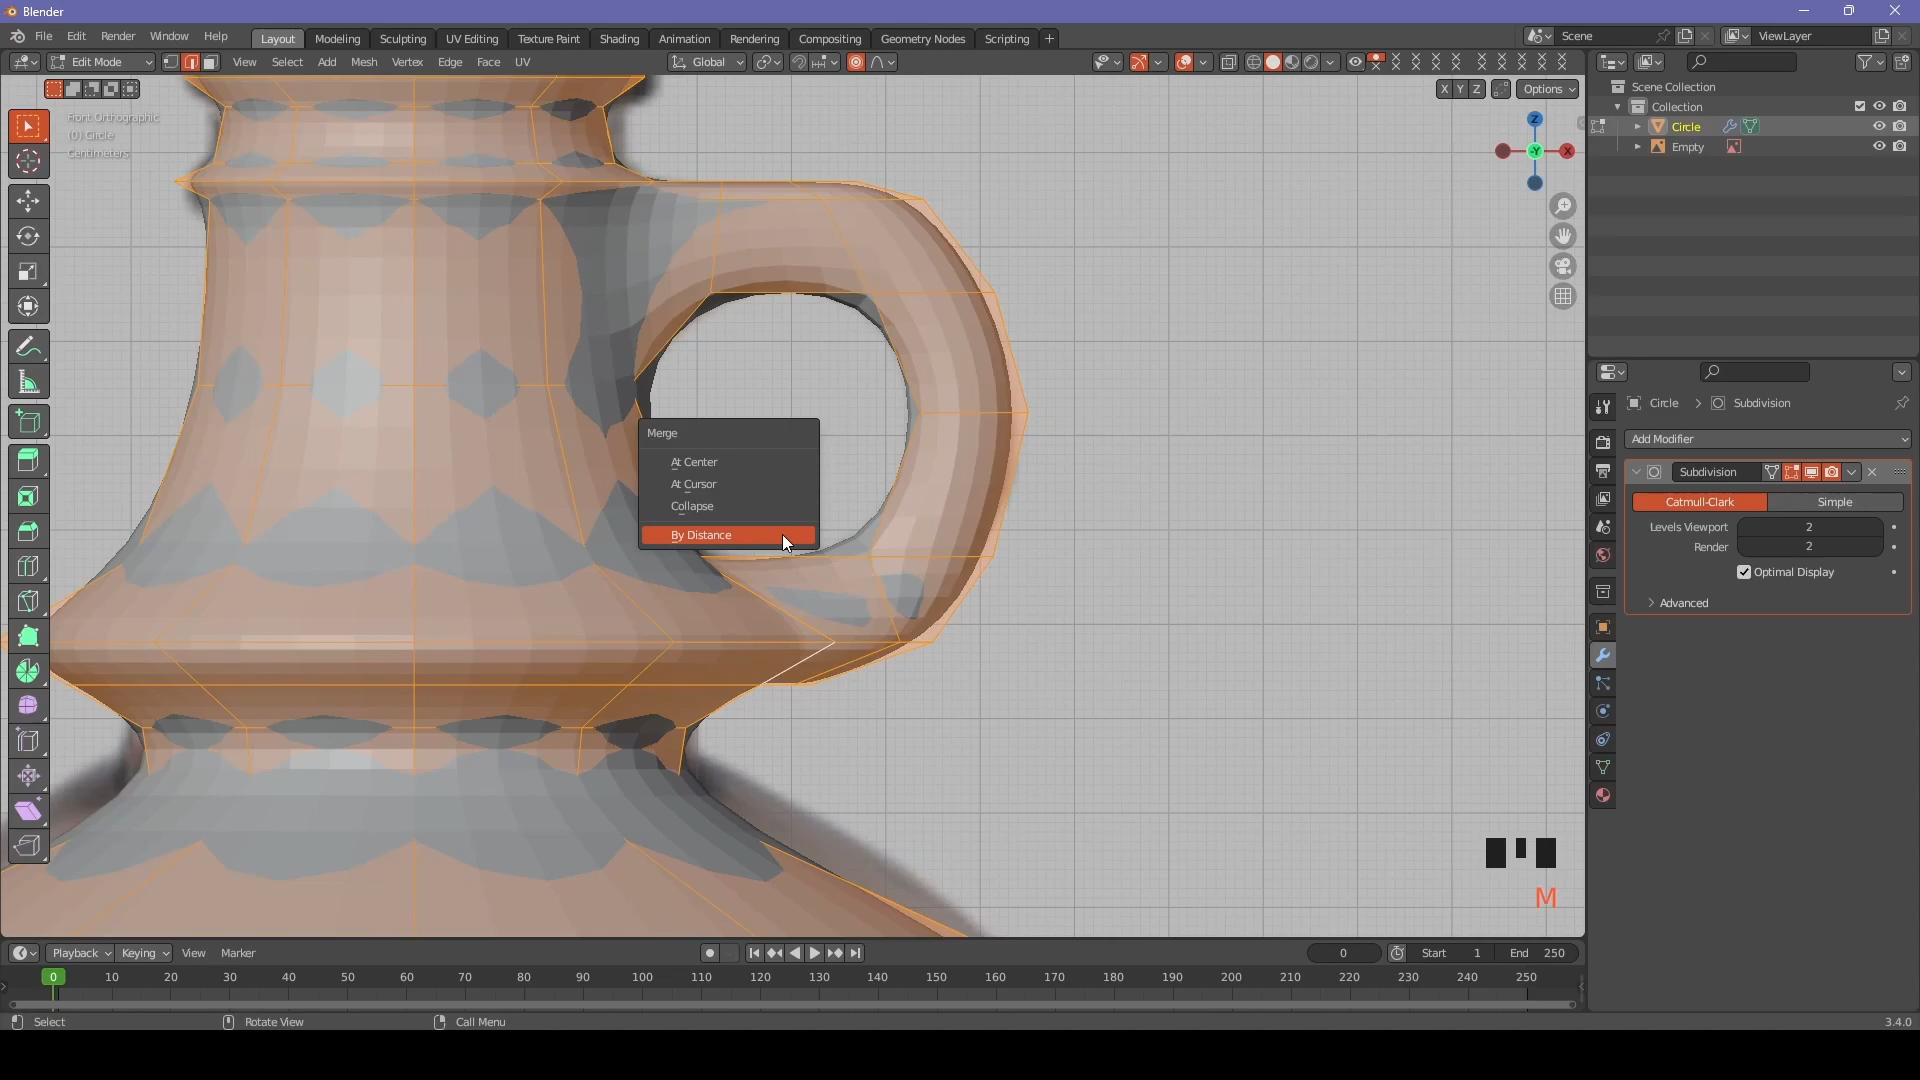 Blender
File Edit Render Window Help
Layout Modeling Sculpting UV Editing Texture Paint Shading Animation Rendering Compositing Geometry Nodes Scripting +
Scene
ViewLayer
Edit Mode
View Select Add Mesh Vertex Edge Face UV
Global
X Y Z
Options
Front Orthographic
(0) Circle
Centimeters
Z
-Y
X
Merge
At Center
At Cursor
Collapse
By Distance
M
Scene Collection
Collection
Circle
Empty
Circle > Subdivision
Add Modifier
Subdivision
Catmull-Clark Simple
Levels Viewport 2
Render 2
Optimal Display
Advanced
Playback Keying View Marker
0
Start 1 End 250
0 10 20 30 40 50 60 70 80 90 100 110 120 130 140 150 160 170 180 190 200 210 220 230 240 250
Select Rotate View Call Menu 3.4.0